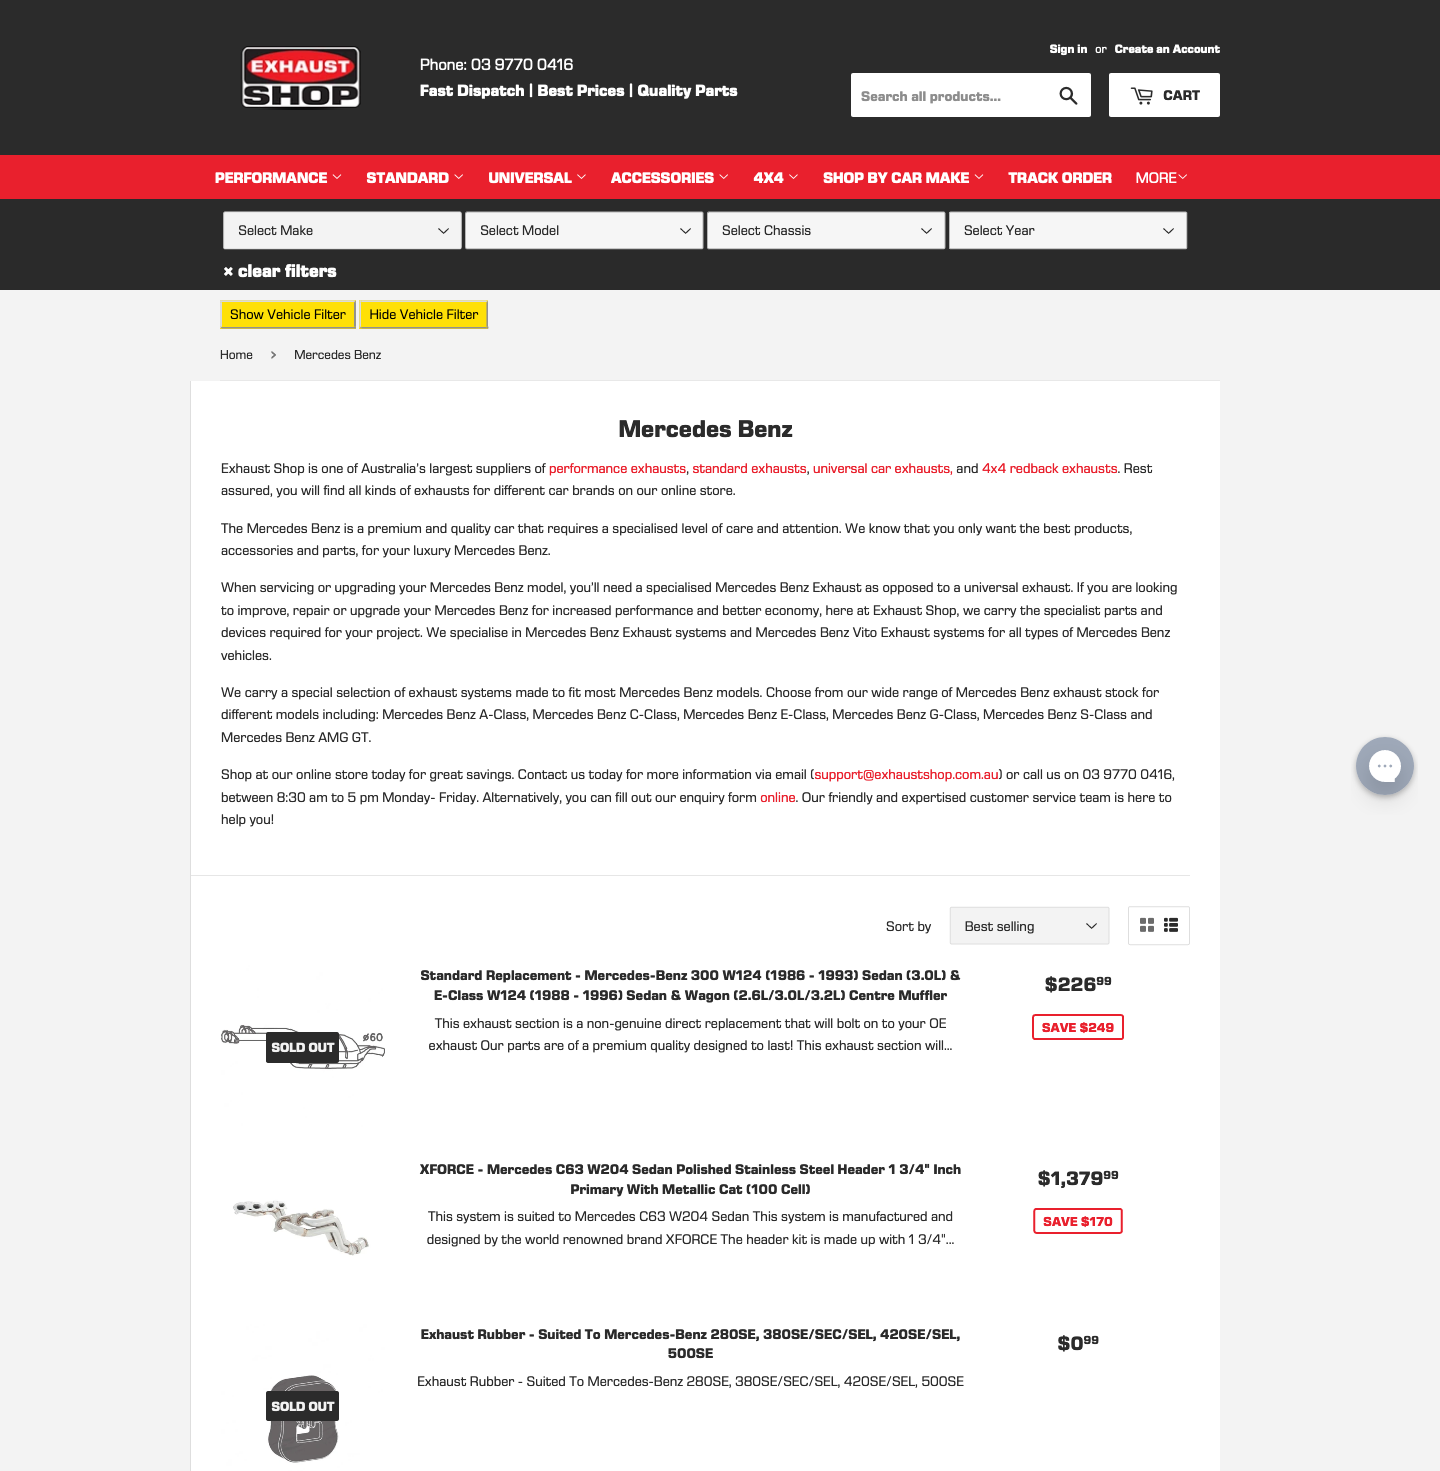 EXHAUST
SHOP
Phone: 03 9770 0416
Fast Dispatch | Best Prices | Quality Parts
Sign in or Create an Account
Search all products...
CART
PERFORMANCE STANDARD UNIVERSAL ACCESSORIES 4X4 SHOP BY CAR MAKE TRACK ORDER MORE
Select Make Select Model Select Chassis Select Year
× clear filters
Show Vehicle Filter Hide Vehicle Filter
Home › Mercedes Benz
Mercedes Benz
Exhaust Shop is one of Australia's largest suppliers of performance exhausts, standard exhausts, universal car exhausts, and 4x4 redback exhausts. Rest
assured, you will find all kinds of exhausts for different car brands on our online store.
The Mercedes Benz is a premium and quality car that requires a specialised level of care and attention. We know that you only want the best products,
accessories and parts, for your luxury Mercedes Benz.
When servicing or upgrading your Mercedes Benz model, you'll need a specialised Mercedes Benz Exhaust as opposed to a universal exhaust. If you are looking
to improve, repair or upgrade your Mercedes Benz for increased performance and better economy, here at Exhaust Shop, we carry the specialist parts and
devices required for your project. We specialise in Mercedes Benz Exhaust systems and Mercedes Benz Vito Exhaust systems for all types of Mercedes Benz
vehicles.
We carry a special selection of exhaust systems made to fit most Mercedes Benz models. Choose from our wide range of Mercedes Benz exhaust stock for
different models including: Mercedes Benz A-Class, Mercedes Benz C-Class, Mercedes Benz E-Class, Mercedes Benz G-Class, Mercedes Benz S-Class and
Mercedes Benz AMG GT.
Shop at our online store today for great savings. Contact us today for more information via email (support@exhaustshop.com.au) or call us on 03 9770 0416,
between 8:30 am to 5 pm Monday- Friday. Alternatively, you can fill out our enquiry form online. Our friendly and expertised customer service team is here to
help you!
Sort by Best selling
Standard Replacement - Mercedes-Benz 300 W124 (1986 - 1993) Sedan (3.0L) &
E-Class W124 (1988 - 1996) Sedan & Wagon (2.6L/3.0L/3.2L) Centre Muffler
This exhaust section is a non-genuine direct replacement that will bolt on to your OE
exhaust Our parts are of a premium quality designed to last! This exhaust section will...
$226 99
SAVE $249
ø60
SOLD OUT
XFORCE - Mercedes C63 W204 Sedan Polished Stainless Steel Header 1 3/4" Inch
Primary With Metallic Cat (100 Cell)
This system is suited to Mercedes C63 W204 Sedan This system is manufactured and
designed by the world renowned brand XFORCE The header kit is made up with 1 3/4"...
$1,379 99
SAVE $170
Exhaust Rubber - Suited To Mercedes-Benz 280SE, 380SE/SEC/SEL, 420SE/SEL,
500SE
Exhaust Rubber - Suited To Mercedes-Benz 280SE, 380SE/SEC/SEL, 420SE/SEL, 500SE
$0 99
SOLD OUT